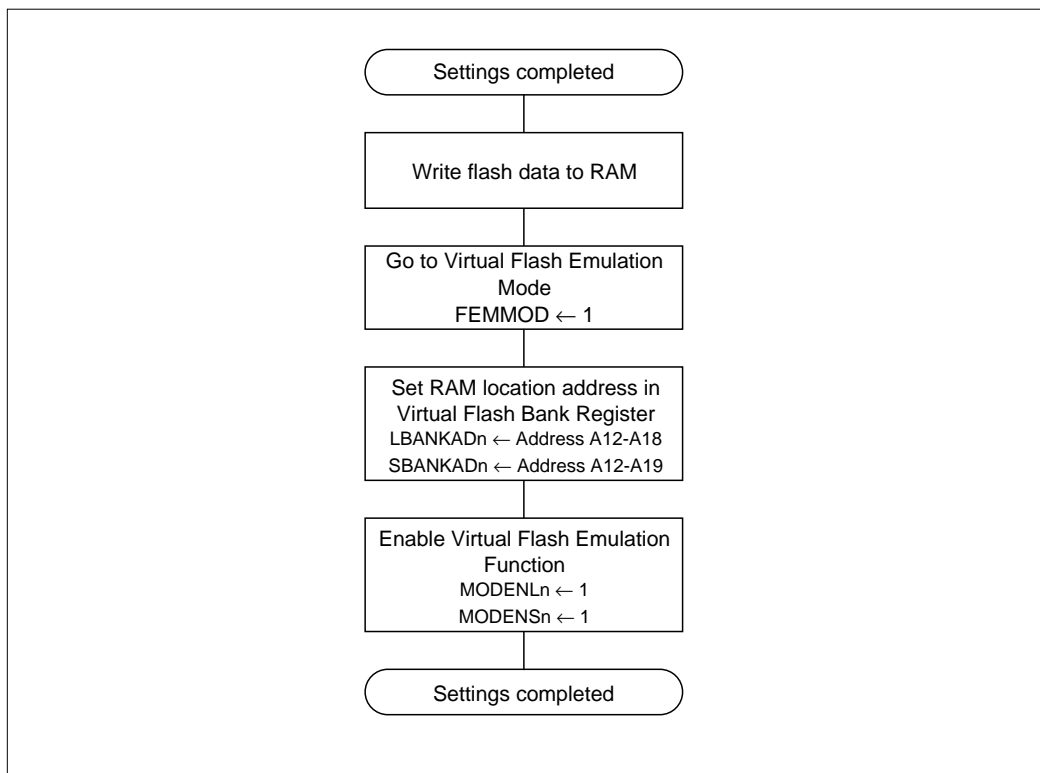 Settings completed
Write flash data to RAM
Go to Virtual Flash Emulation
Mode
FEMMOD ← 1
Set RAM location address in
Virtual Flash Bank Register
LBANKADn ← Address A12-A18
SBANKADn ← Address A12-A19
Enable Virtual Flash Emulation
Function
MODENLn ← 1
MODENSn ← 1
Settings completed